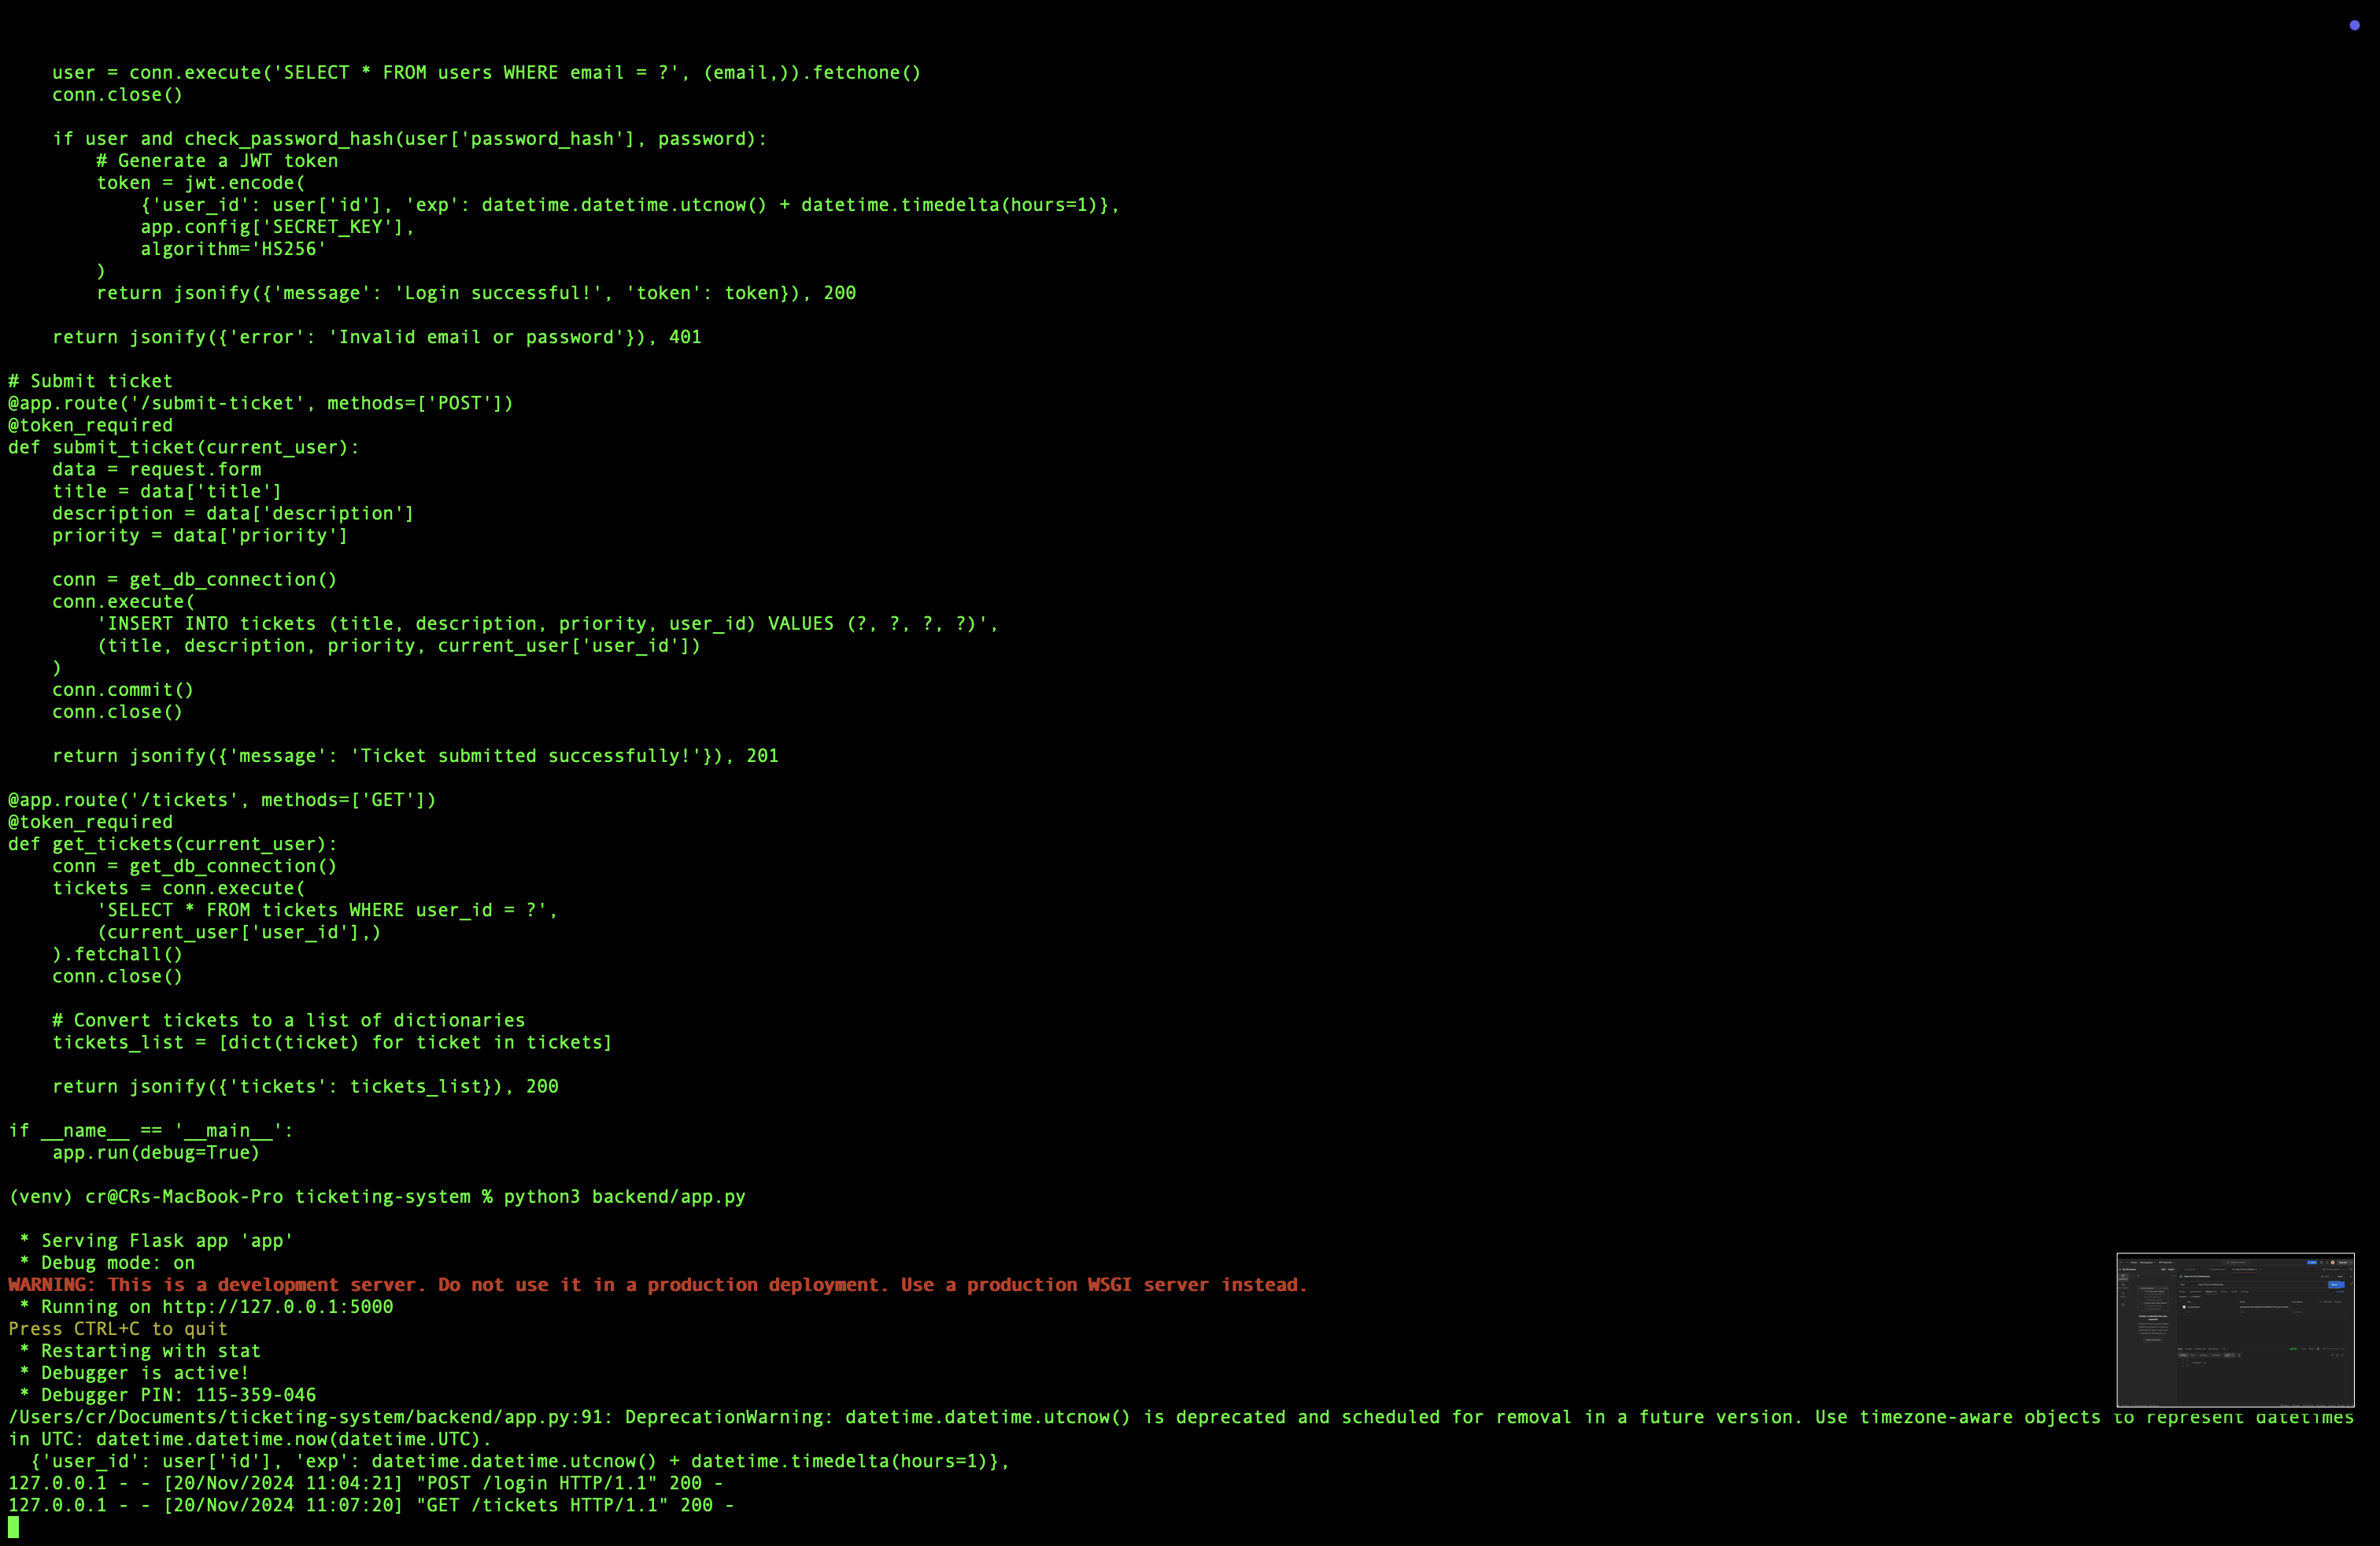 user = conn.execute('SELECT * FROM users WHERE email = ?', (email,)).fetchone()
    conn.close()

    if user and check_password_hash(user['password_hash'], password):
        # Generate a JWT token
        token = jwt.encode(
            {'user_id': user['id'], 'exp': datetime.datetime.utcnow() + datetime.timedelta(hours=1)},
            app.config['SECRET_KEY'],
            algorithm='HS256'
        )
        return jsonify({'message': 'Login successful!', 'token': token}), 200

    return jsonify({'error': 'Invalid email or password'}), 401

# Submit ticket
@app.route('/submit-ticket', methods=['POST'])
@token_required
def submit_ticket(current_user):
    data = request.form
    title = data['title']
    description = data['description']
    priority = data['priority']

    conn = get_db_connection()
    conn.execute(
        'INSERT INTO tickets (title, description, priority, user_id) VALUES (?, ?, ?, ?)',
        (title, description, priority, current_user['user_id'])
    )
    conn.commit()
    conn.close()

    return jsonify({'message': 'Ticket submitted successfully!'}), 201

@app.route('/tickets', methods=['GET'])
@token_required
def get_tickets(current_user):
    conn = get_db_connection()
    tickets = conn.execute(
        'SELECT * FROM tickets WHERE user_id = ?',
        (current_user['user_id'],)
    ).fetchall()
    conn.close()

    # Convert tickets to a list of dictionaries
    tickets_list = [dict(ticket) for ticket in tickets]

    return jsonify({'tickets': tickets_list}), 200

if __name__ == '__main__':
    app.run(debug=True)

(venv) cr@CRs-MacBook-Pro ticketing-system % python3 backend/app.py

 * Serving Flask app 'app'
 * Debug mode: on
WARNING: This is a development server. Do not use it in a production deployment. Use a production WSGI server instead.
 * Running on http://127.0.0.1:5000
Press CTRL+C to quit
 * Restarting with stat
 * Debugger is active!
 * Debugger PIN: 115-359-046
/Users/cr/Documents/ticketing-system/backend/app.py:91: DeprecationWarning: datetime.datetime.utcnow() is deprecated and scheduled for removal in a future version. Use timezone-aware objects to represent datetimes
in UTC: datetime.datetime.now(datetime.UTC).
  {'user_id': user['id'], 'exp': datetime.datetime.utcnow() + datetime.timedelta(hours=1)},
127.0.0.1 - - [20/Nov/2024 11:04:21] "POST /login HTTP/1.1" 200 -
127.0.0.1 - - [20/Nov/2024 11:07:20] "GET /tickets HTTP/1.1" 200 -